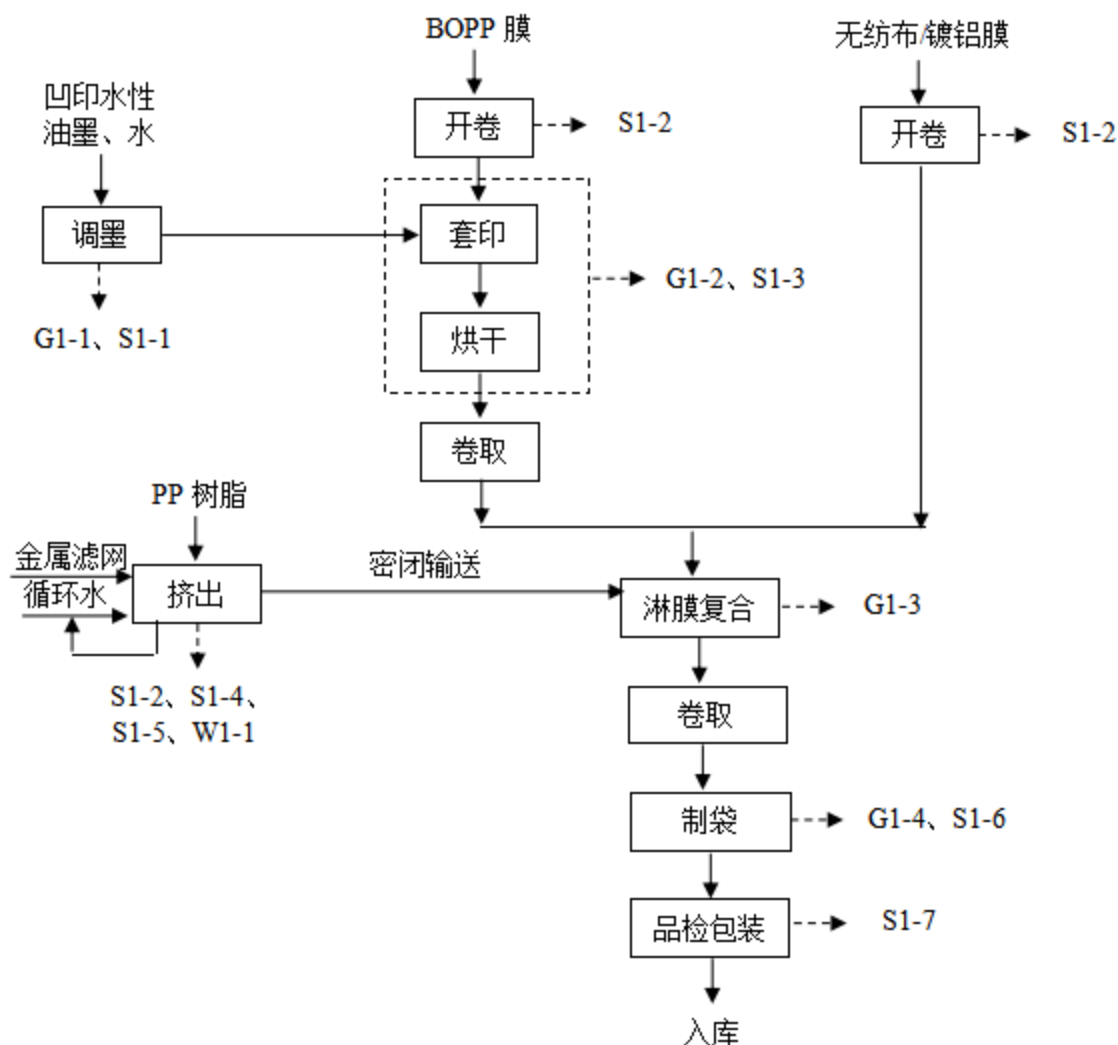 BOPP 膜
无纺布/镀铝膜
凹印水性
油墨、水
开卷
S1-2
开卷
S1-2
调墨
套印
G1-2、S1-3
G1-1、S1-1
烘干
卷取
PP 树脂
金属滤网
循环水
挤出
密闭输送
淋膜复合
G1-3
S1-2、S1-4、
S1-5、W1-1
卷取
制袋
G1-4、S1-6
品检包装
S1-7
入库